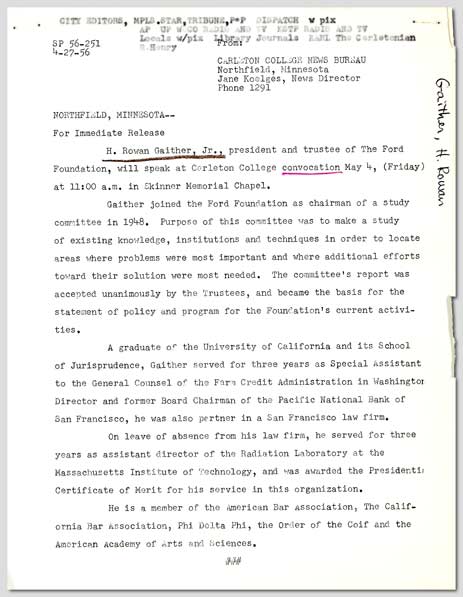 CITY EDITORS, MPLS.STAR,TRIBUNE,P*P DISPATCH w pix
AP UP WCO RADIO AND TV KSTP RADIO AND TV
Locals w/pix Library Journals KARL The Carletonian
R.Henry
SP 56-251
4-27-56
From:
CARLETON COLLEGE NEWS BUREAU
Northfield, Minnesota
Jane Koelges, News Director
Phone 1291
Gaither, H. Rowan
NORTHFIELD, MINNESOTA--
For Immediate Release
H. Rowan Gaither, Jr., president and trustee of The Ford
Foundation, will speak at Carleton College convocation May 4, (Friday)
at 11:00 a.m. in Skinner Memorial Chapel.
Gaither joined the Ford Foundation as chairman of a study
committee in 1948. Purpose of this committee was to make a study
of existing knowledge, institutions and techniques in order to locate
areas where problems were most important and where additional efforts
toward their solution were most needed. The committee's report was
accepted unanimously by the Trustees, and became the basis for the
statement of policy and program for the Foundation's current activi-
ties.
A graduate of the University of California and its School
of Jurisprudence, Gaither served for three years as Special Assistant
to the General Counsel of the Farm Credit Administration in Washington
Director and former Board Chairman of the Pacific National Bank of
San Francisco, he was also partner in a San Francisco law firm.
On leave of absence from his law firm, he served for three
years as assistant director of the Radiation Laboratory at the
Massachusetts Institute of Technology, and was awarded the Presidenti
Certificate of Merit for his service in this organization.
He is a member of the American Bar Association, The Calif-
ornia Bar Association, Phi Delta Phi, the Order of the Coif and the
American Academy of Arts and Sciences.
###